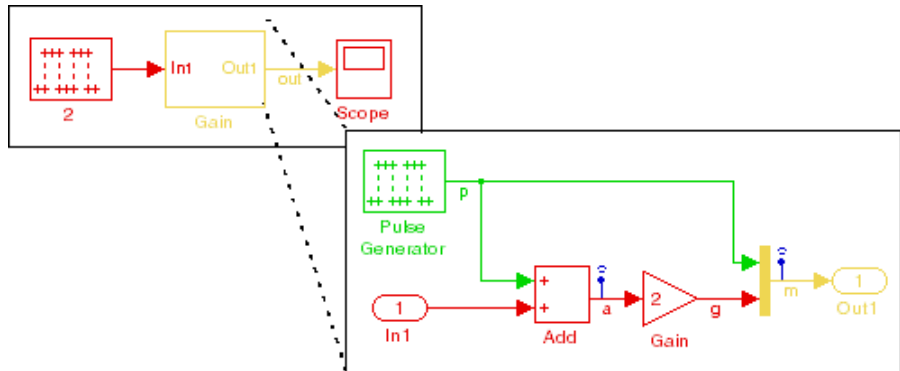 In1
Out1
out
2
Gain
Scope
p
Pulse
Generator
+
+
1
In1
Add
a
2
Gain
g
m
1
Out1